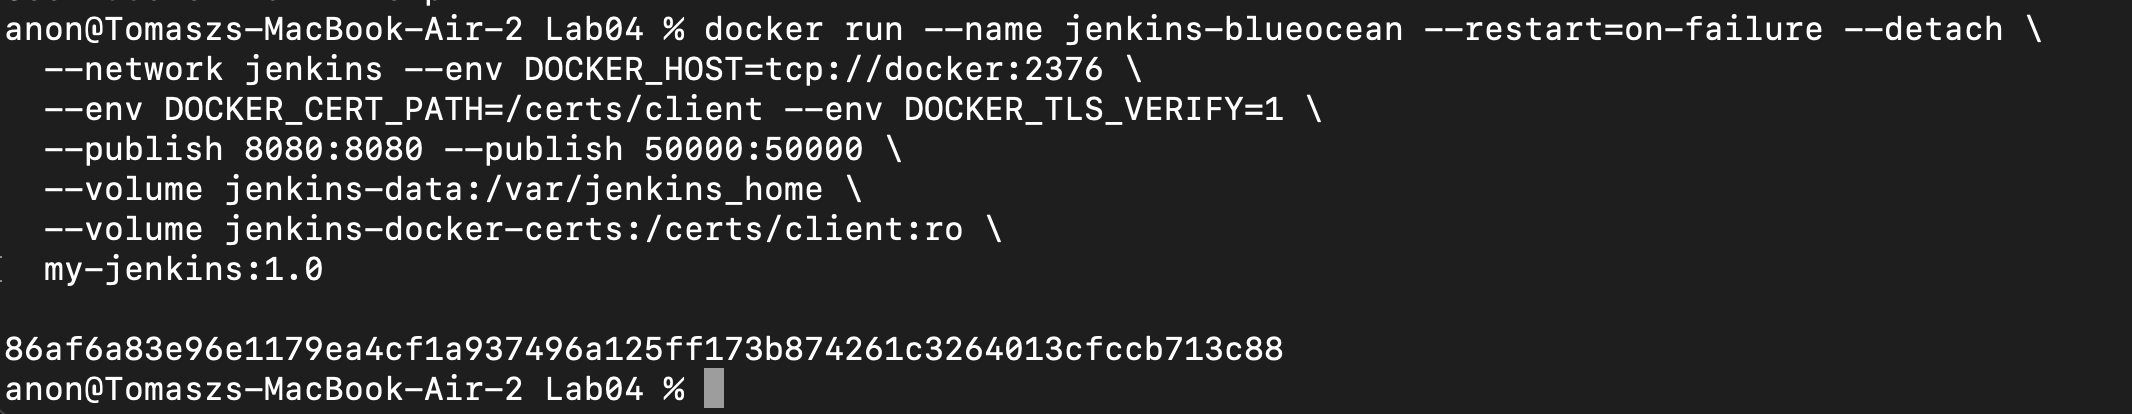 anon@Tomaszs-MacBook-Air-2 Lab04 % docker run --name jenkins-blueocean --restart=on-failure --detach \
  --network jenkins --env DOCKER_HOST=tcp://docker:2376 \
  --env DOCKER_CERT_PATH=/certs/client --env DOCKER_TLS_VERIFY=1 \
  --publish 8080:8080 --publish 50000:50000 \
  --volume jenkins-data:/var/jenkins_home \
  --volume jenkins-docker-certs:/certs/client:ro \
  my-jenkins:1.0
86af6a83e96e1179ea4cf1a937496a125ff173b874261c3264013cfccb713c88
anon@Tomaszs-MacBook-Air-2 Lab04 %